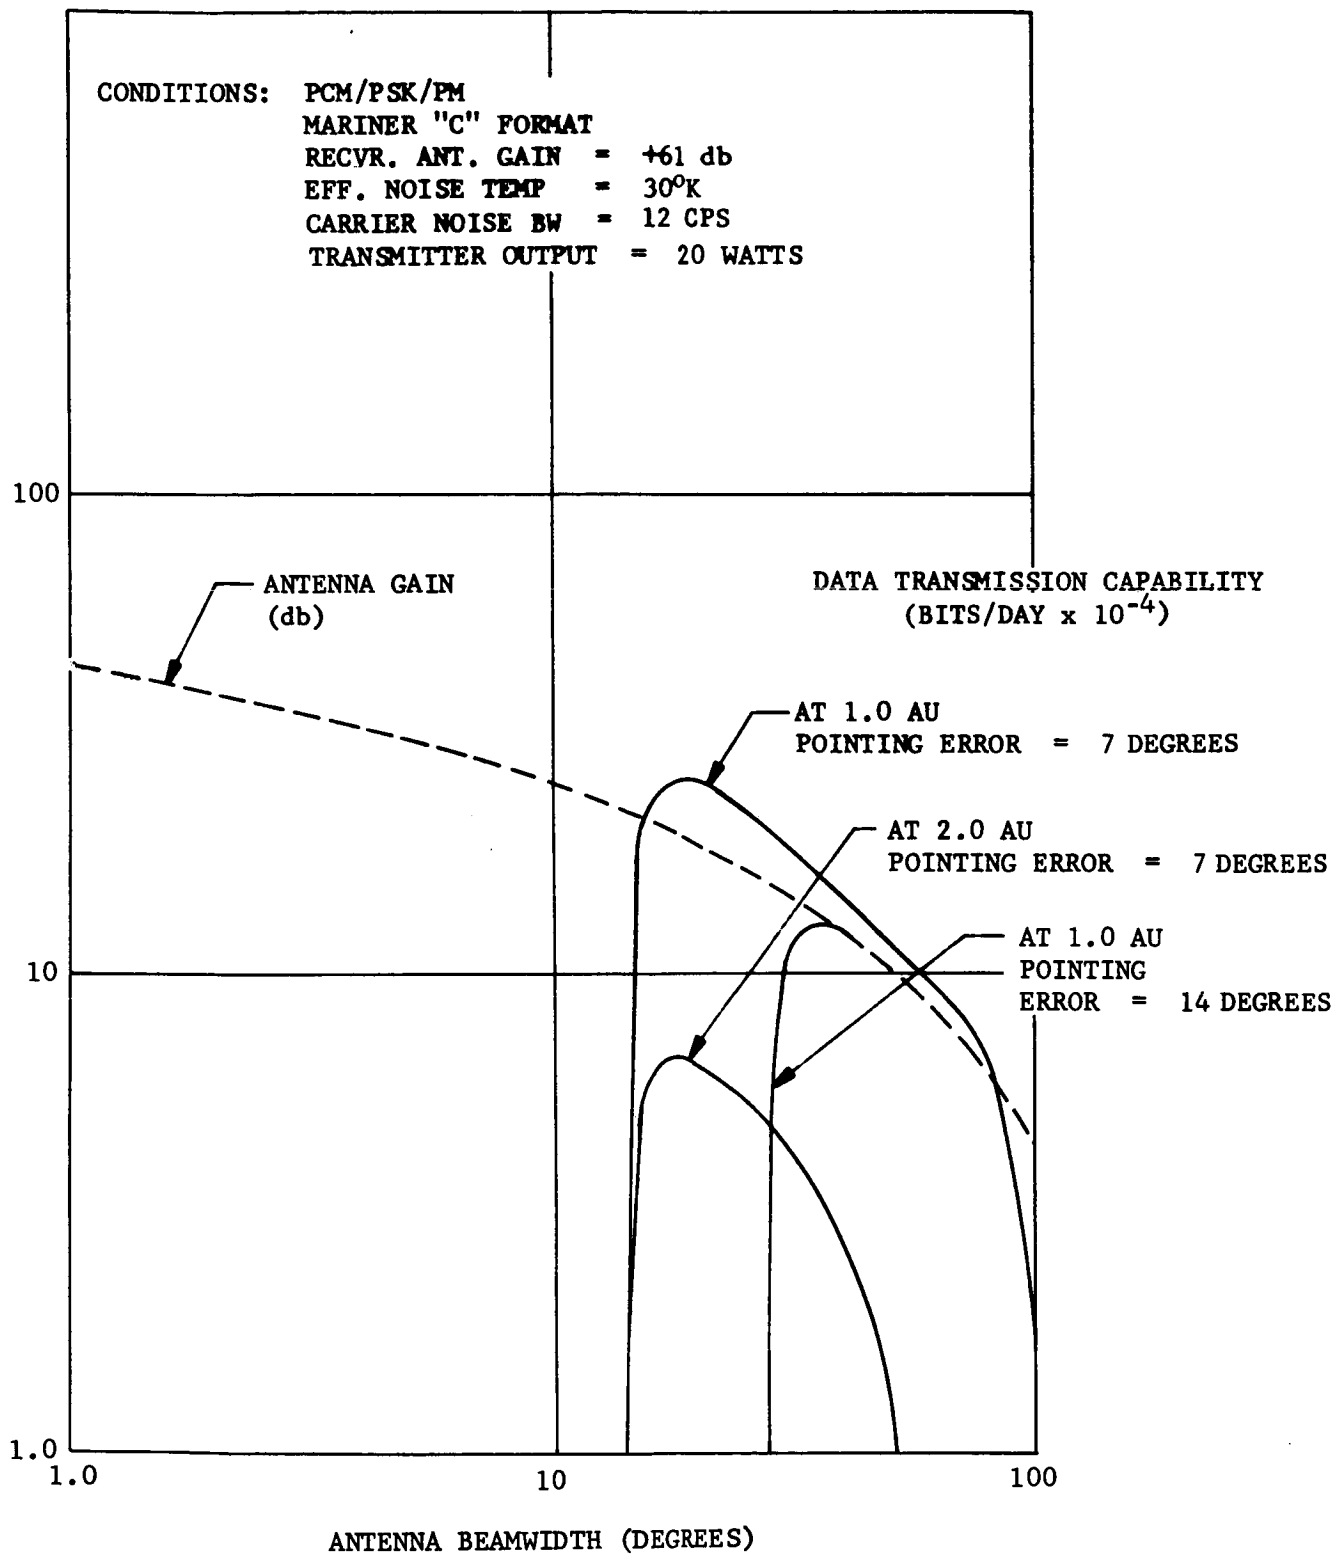 CONDITIONS: PCM/PSK/PM
MARINER "C" FORMAT
RECVR. ANT. GAIN = +61 db
EFF. NOISE TEMP = 30°K
CARRIER NOISE BW = 12 CPS
TRANSMITTER OUTPUT = 20 WATTS
100
ANTENNA GAIN
(db)
DATA TRANSMISSION CAPABILITY
(BITS/DAY x 10⁻⁴)
AT 1.0 AU
POINTING ERROR = 7 DEGREES
AT 2.0 AU
POINTING ERROR = 7 DEGREES
AT 1.0 AU
POINTING
ERROR = 14 DEGREES
10
1.0
1.0
10
100
ANTENNA BEAMWIDTH (DEGREES)